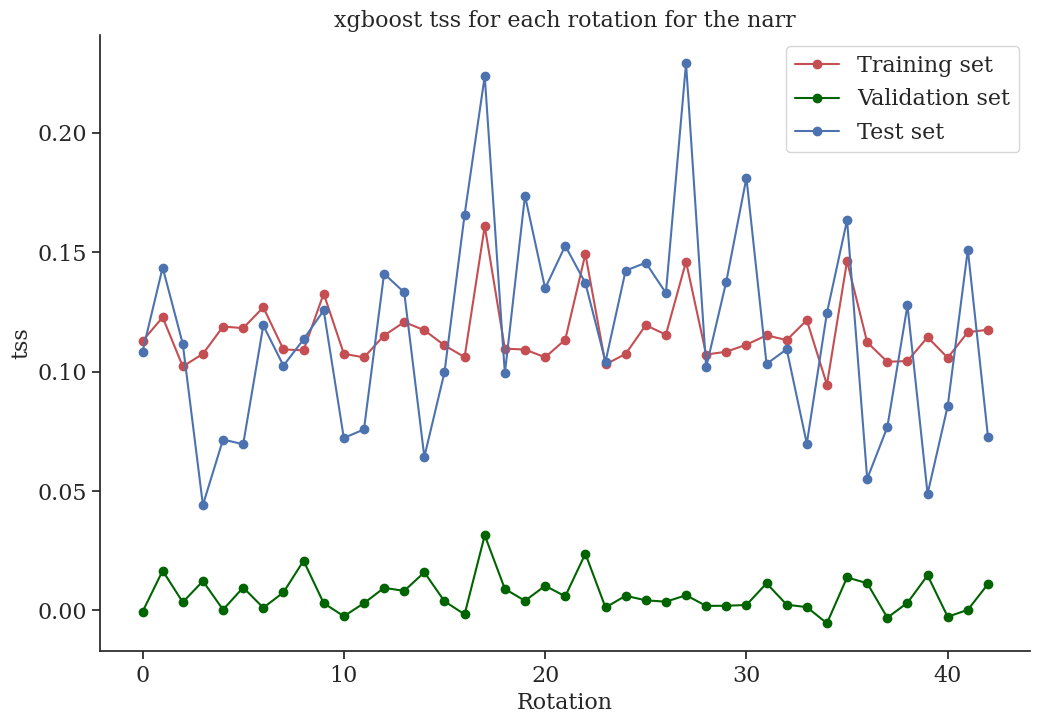 xgboost tss for each rotation for the narr
Training set
Validation set
Test set
0.20
0.15
0.10
0.05
0.00
tss
0 10 20 30 40
Rotation